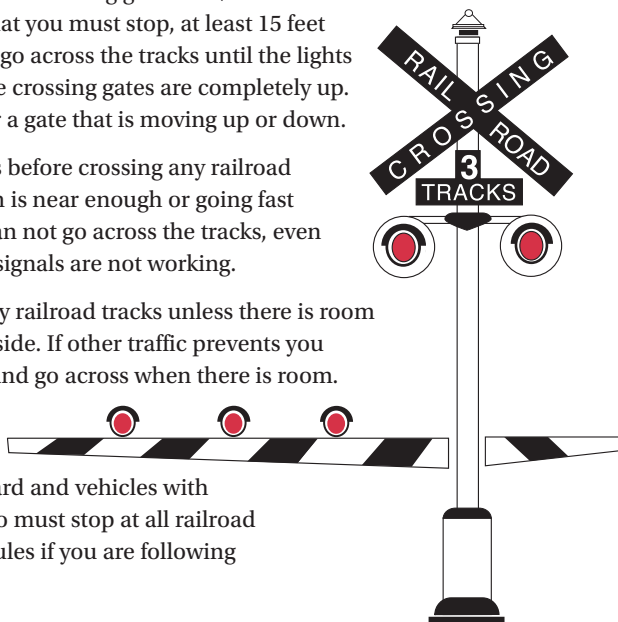 at you must stop, at least 15 feet
go across the tracks until the lights
e crossing gates are completely up.
a gate that is moving up or down.
before crossing any railroad
is near enough or going fast
an not go across the tracks, even
signals are not working.
y railroad tracks unless there is room
side. If other traffic prevents you
and go across when there is room.
ard and vehicles with
must stop at all railroad
ules if you are following
RAIL ROAD
CROSSING
3
TRACKS